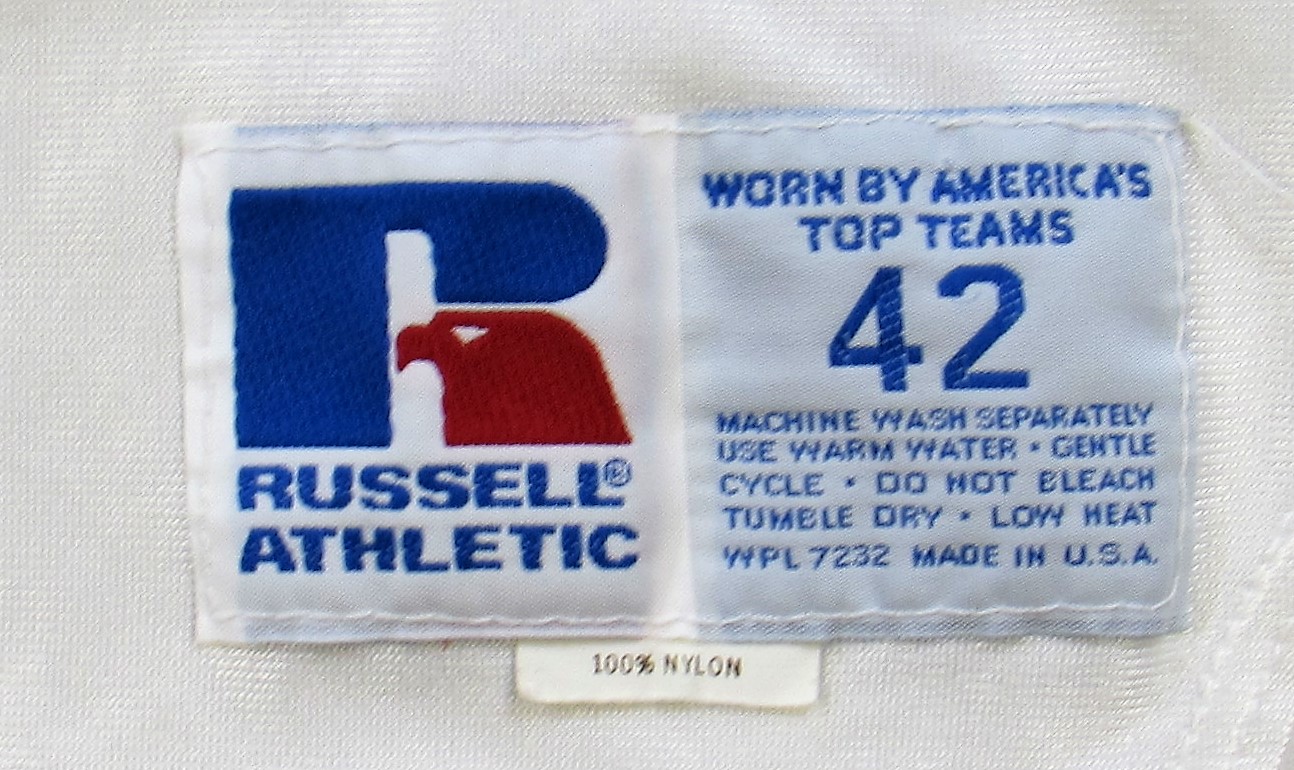 RUSSELL®
ATHLETIC
WORN BY AMERICA'S
TOP TEAMS
42
MACHINE WASH SEPARATELY
USE WARM WATER • GENTLE
CYCLE • DO NOT BLEACH
TUMBLE DRY • LOW HEAT
WPL 7232 MADE IN U.S.A.
100% NYLON